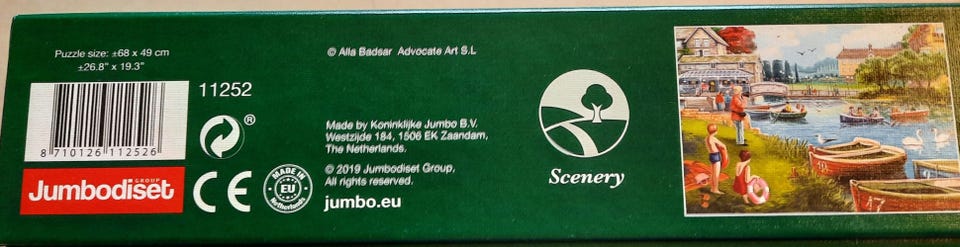 Puzzle size: ±68 x 49 cm
±26.8" x 19.3"
11252
8 710126 112526
GROUP
Jumbodiset
®
CE
MADE IN
EU
Netherlands
© Alla Badsar Advocate Art S.L
Made by Koninklijke Jumbo B.V.
Westzijde 184, 1506 EK Zaandam,
The Netherlands.
© 2019 Jumbodiset Group,
All rights reserved.
jumbo.eu
Scenery
17